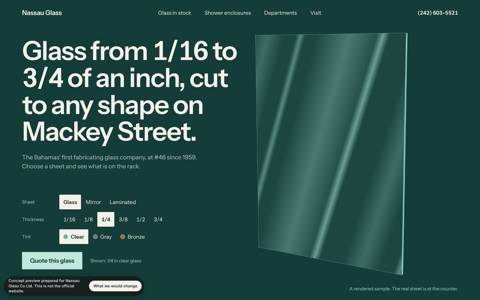 Nassau Glass
Glass in stock
Shower enclosures
Departments
Visit
(242) 603-5521
Glass from 1/16 to
3/4 of an inch, cut
to any shape on
Mackey Street.
The Bahamas' first fabricating glass company, at #46 since 1959.
Choose a sheet and see what is on the rack.
Sheet
Glass
Mirror
Laminated
Thickness
1/16
1/8
1/4
3/8
1/2
3/4
Tint
Clear
Gray
Bronze
Quote this glass
Shown: 1/4 in clear glass
Concept preview prepared for Nassau
Glass Co Ltd. This is not the official
website.
What we would change
A rendered sample. The real sheet is at the counter.